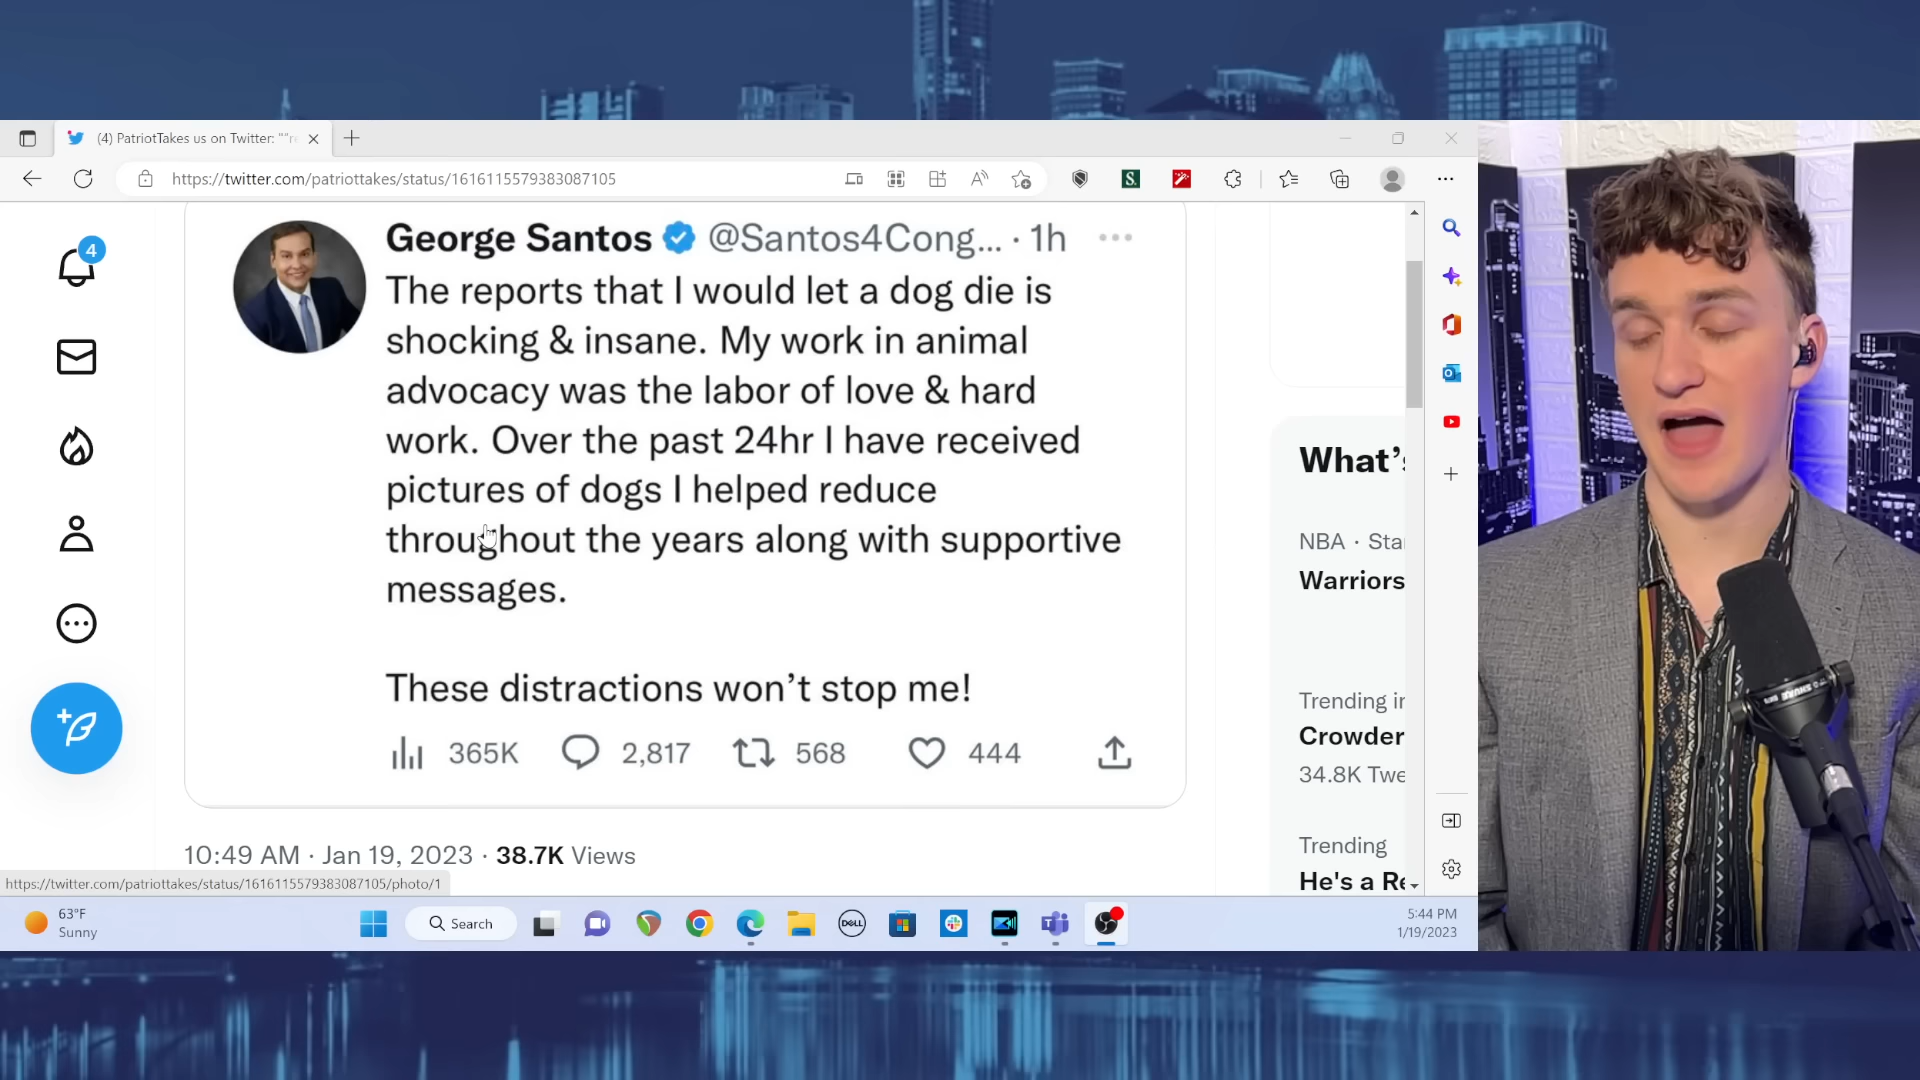 (4) PatriotTakes us on Twitter: ""re
https://twitter.com/patriottakes/status/1616115579383087105
4
George Santos @Santos4Cong... · 1h
The reports that I would let a dog die is
shocking & insane. My work in animal
advocacy was the labor of love & hard
work. Over the past 24hr I have received
pictures of dogs I helped reduce
throughout the years along with supportive
messages.
These distractions won't stop me!
365K 2,817 568 444
10:49 AM · Jan 19, 2023 · 38.7K Views
https://twitter.com/patriottakes/status/1616115579383087105/photo/1
What's
NBA · Sta
Warriors
Trending in
Crowder
34.8K Twe
Trending
He's a Re
63°F
Sunny
Search
DELL
5:44 PM
1/19/2023
SHURE